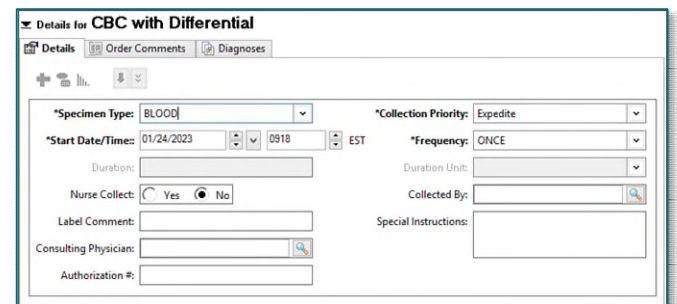 Details for CBC with Differential
Details Order Comments Diagnoses
*Specimen Type: BLOOD *Collection Priority: Expedite
*Start Date/Time:: 01/24/2023 0918 EST *Frequency: ONCE
Duration: Duration Unit:
Nurse Collect: Yes No Collected By:
Label Comment: Special Instructions:
Consulting Physician:
Authorization #: